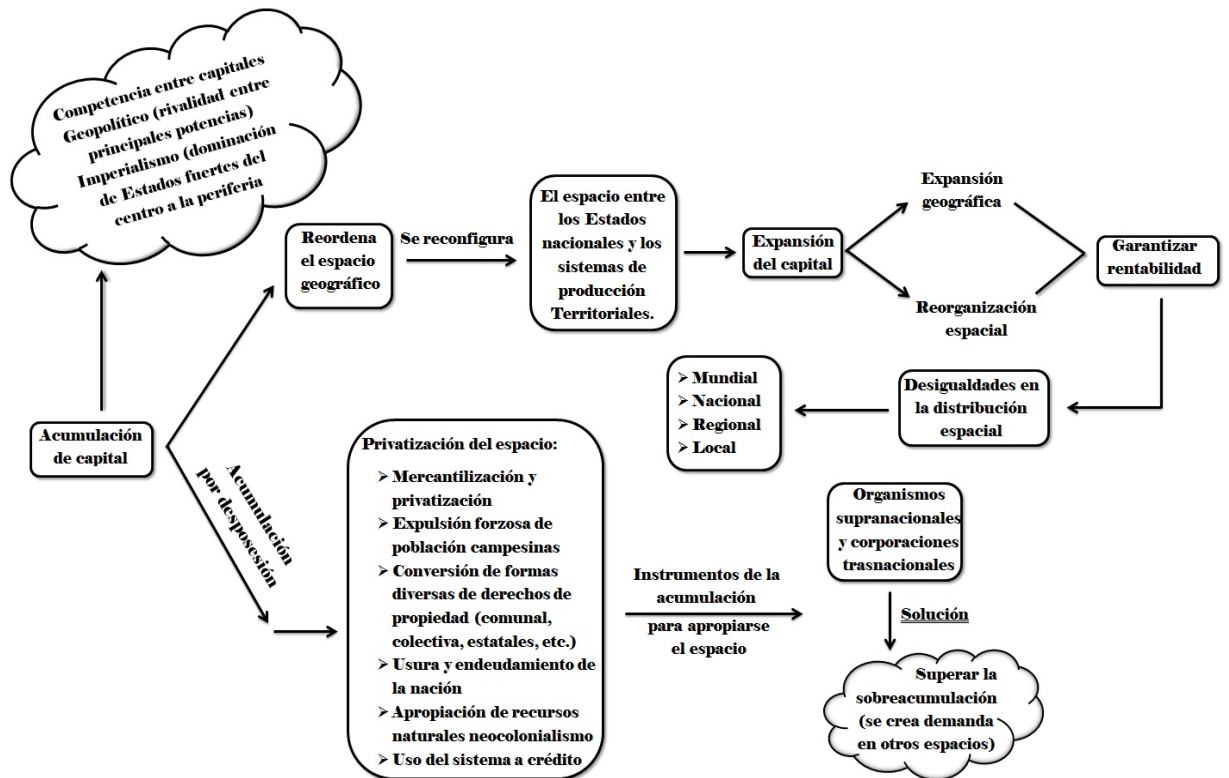 Competencia entre capitales
Geopolítico (rivalidad entre
principales potencias)
Imperialismo (dominación
de Estados fuertes del
centro a la periferia
Acumulación
de capital
Reordena
el espacio
geográfico
Se reconfigura
El espacio entre
los Estados
nacionales y los
sistemas de
producción
Territoriales.
Expansión
del capital
Expansión
geográfica
Reorganización
espacial
Garantizar
rentabilidad
Desigualdades en
la distribución
espacial
➢ Mundial
➢ Nacional
➢ Regional
➢ Local
Acumulación
por desposesión
Privatización del espacio:
➢ Mercantilización y
privatización
➢ Expulsión forzosa de
población campesinas
➢ Conversión de formas
diversas de derechos de
propiedad (comunal,
colectiva, estatales, etc.)
➢ Usura y endeudamiento de
la nación
➢ Apropiación de recursos
naturales neocolonialismo
➢ Uso del sistema a crédito
Instrumentos de la
acumulación
para apropiarse
el espacio
Organismos
supranacionales
y corporaciones
trasnacionales
Solución
Superar la
sobreacumulación
(se crea demanda
en otros espacios)